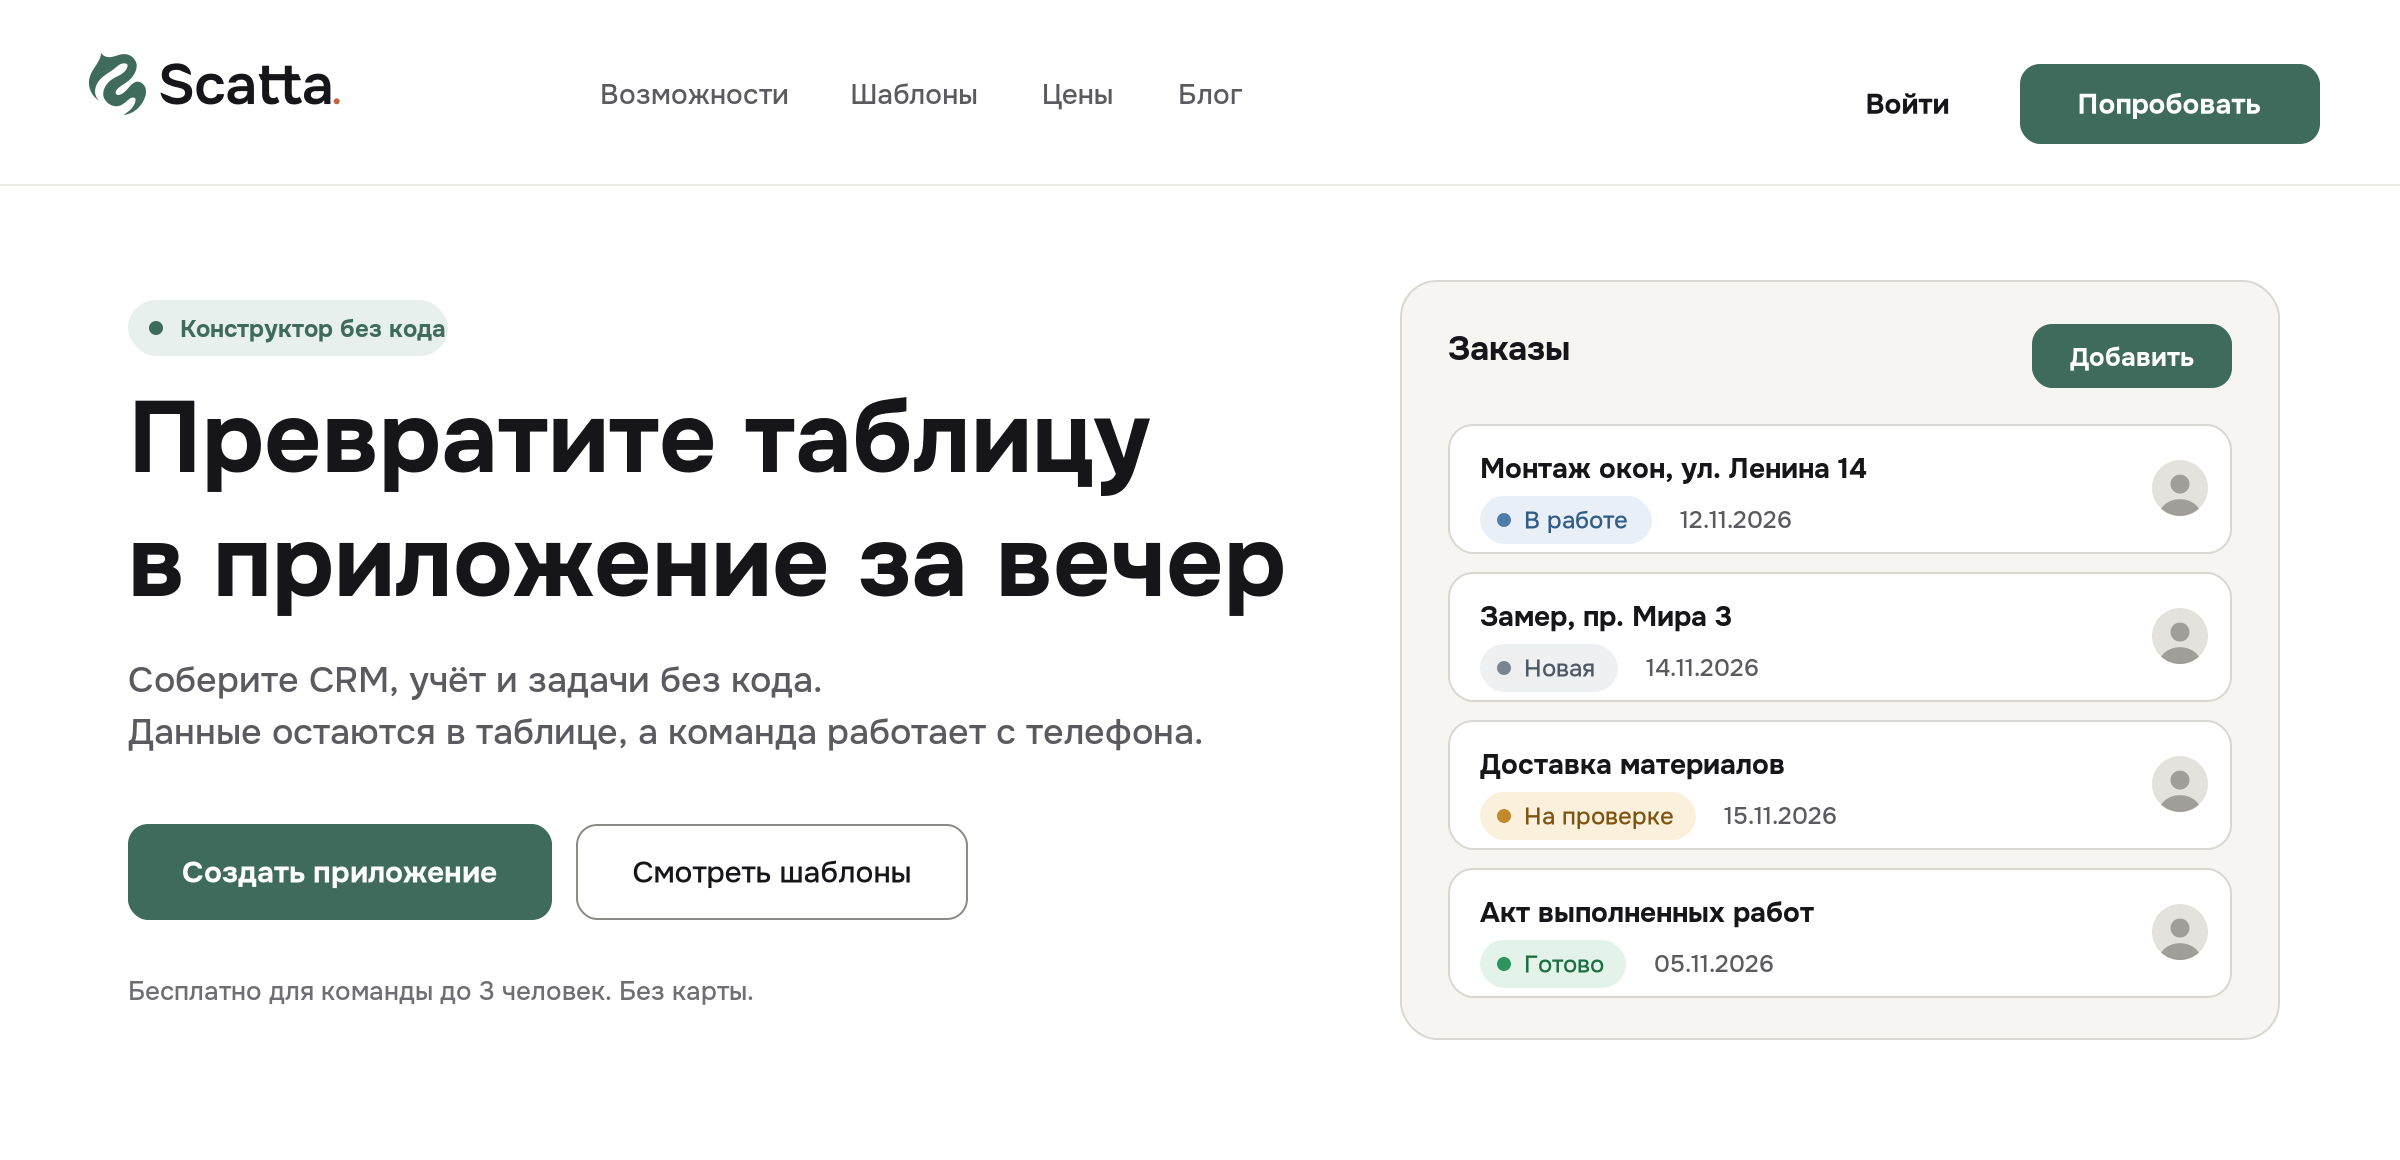 Scatta.
Возможности Шаблоны Цены Блог
Войти
Попробовать
Конструктор без кода
Превратите таблицу
в приложение за вечер
Соберите CRM, учёт и задачи без кода.
Данные остаются в таблице, а команда работает с телефона.
Создать приложение
Смотреть шаблоны
Бесплатно для команды до 3 человек. Без карты.
Заказы
Добавить
Монтаж окон, ул. Ленина 14
В работе 12.11.2026
Замер, пр. Мира 3
Новая 14.11.2026
Доставка материалов
На проверке 15.11.2026
Акт выполненных работ
Готово 05.11.2026